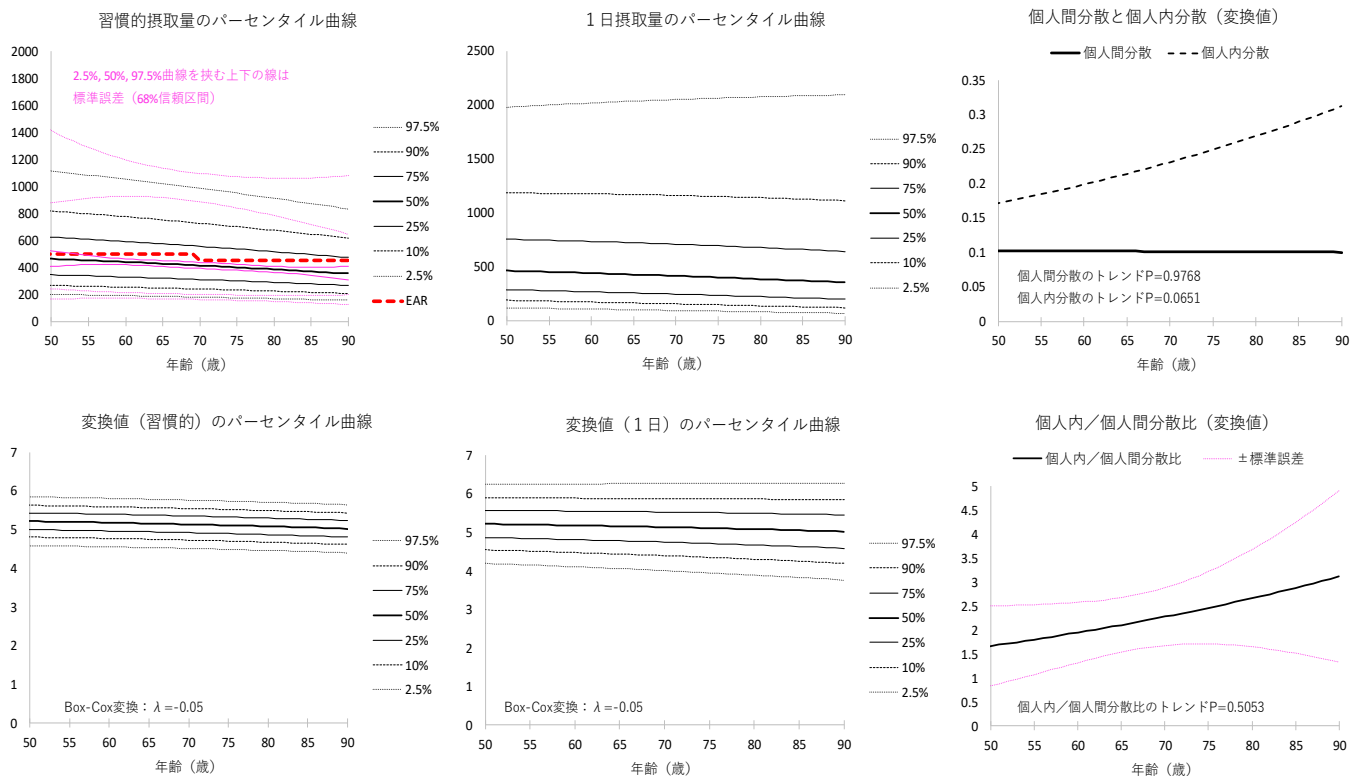 習慣的摂取量のパーセンタイル曲線
2.5%, 50%, 97.5%曲線を挟む上下の線は
標準誤差（68%信頼区間）
2000
1800
1600
1400
1200
1000
800
600
400
200
0
50 55 60 65 70 75 80 85 90
年齢（歳）
97.5%
90%
75%
50%
25%
10%
2.5%
EAR
１日摂取量のパーセンタイル曲線
2500
2000
1500
1000
500
0
50 55 60 65 70 75 80 85 90
年齢（歳）
97.5%
90%
75%
50%
25%
10%
2.5%
個人間分散と個人内分散（変換値）
個人間分散 個人内分散
0.35
0.3
0.25
0.2
0.15
0.1
0.05
0
個人間分散のトレンドP=0.9768
個人内分散のトレンドP=0.0651
50 55 60 65 70 75 80 85 90
年齢（歳）
変換値（習慣的）のパーセンタイル曲線
7
6
5
4
3
2
1
0
Box-Cox変換：λ=-0.05
50 55 60 65 70 75 80 85 90
年齢（歳）
97.5%
90%
75%
50%
25%
10%
2.5%
変換値（１日）のパーセンタイル曲線
7
6
5
4
3
2
1
0
Box-Cox変換：λ=-0.05
50 55 60 65 70 75 80 85 90
年齢（歳）
97.5%
90%
75%
50%
25%
10%
2.5%
個人内／個人間分散比（変換値）
個人内／個人間分散比 ±標準誤差
5
4.5
4
3.5
3
2.5
2
1.5
1
0.5
0
個人内／個人間分散比のトレンドP=0.5053
50 55 60 65 70 75 80 85 90
年齢（歳）